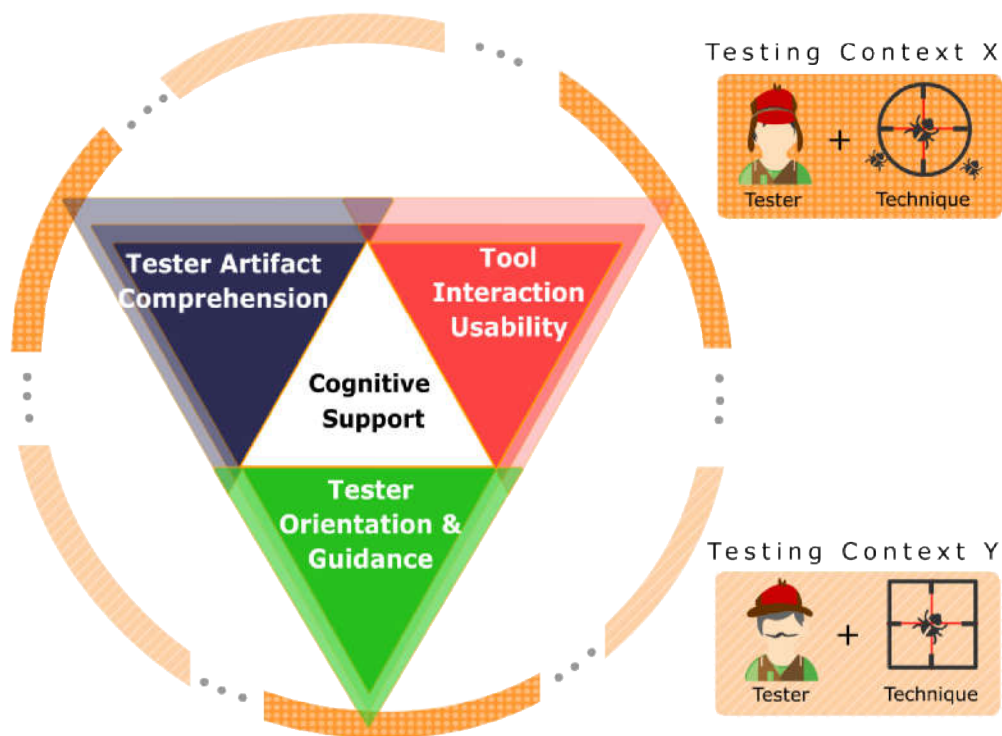 Testing Context X
Tester
+
Technique
Tester Artifact
Comprehension
Tool
Interaction
Usability
Cognitive
Support
Tester
Orientation &
Guidance
Testing Context Y
Tester
+
Technique